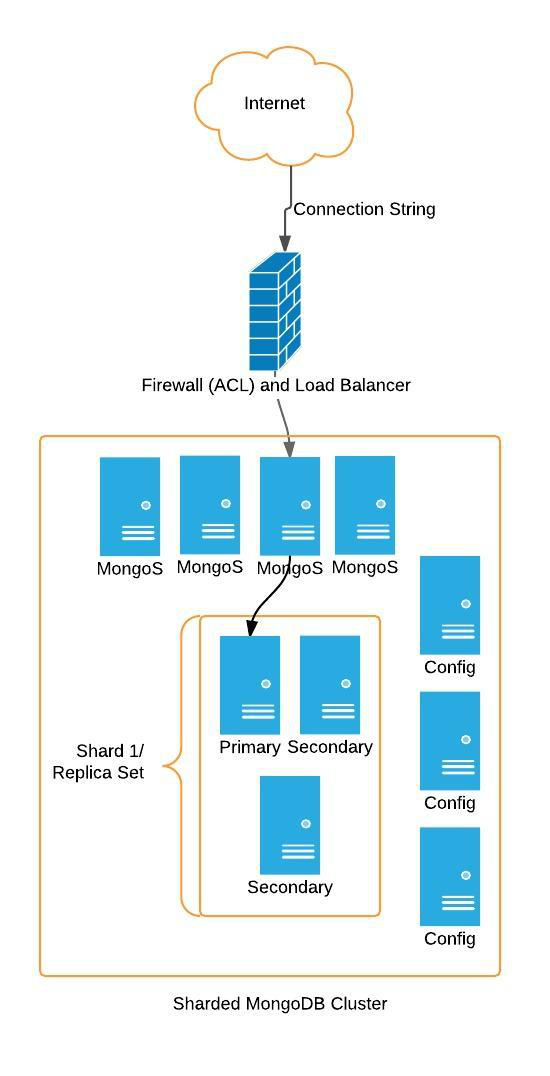 Internet
Connection String
Firewall (ACL) and Load Balancer
MongoS
MongoS
MongoS
MongoS
Config
Primary
Secondary
Shard 1/
Replica Set
Config
Secondary
Config
Sharded MongoDB Cluster